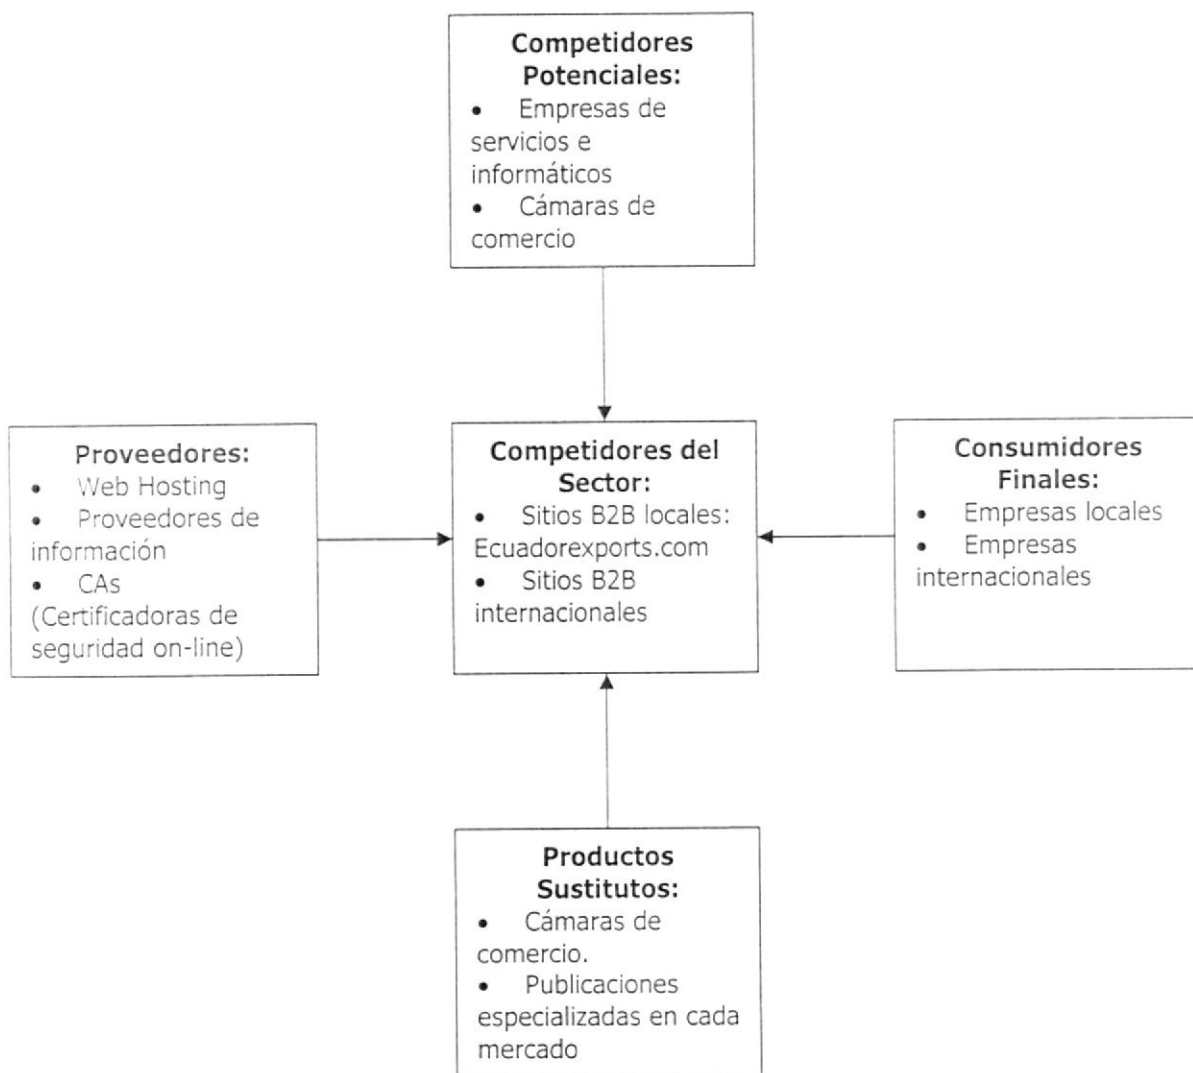 Competidores
Potenciales:
• Empresas de
servicios e
informáticos
• Cámaras de
comercio
Proveedores:
• Web Hosting
• Proveedores de
información
• CAs
(Certificadoras de
seguridad on-line)
Competidores del
Sector:
• Sitios B2B locales:
Ecuadorexports.com
• Sitios B2B
internacionales
Consumidores
Finales:
• Empresas locales
• Empresas
internacionales
Productos
Sustitutos:
• Cámaras de
comercio.
• Publicaciones
especializadas en cada
mercado